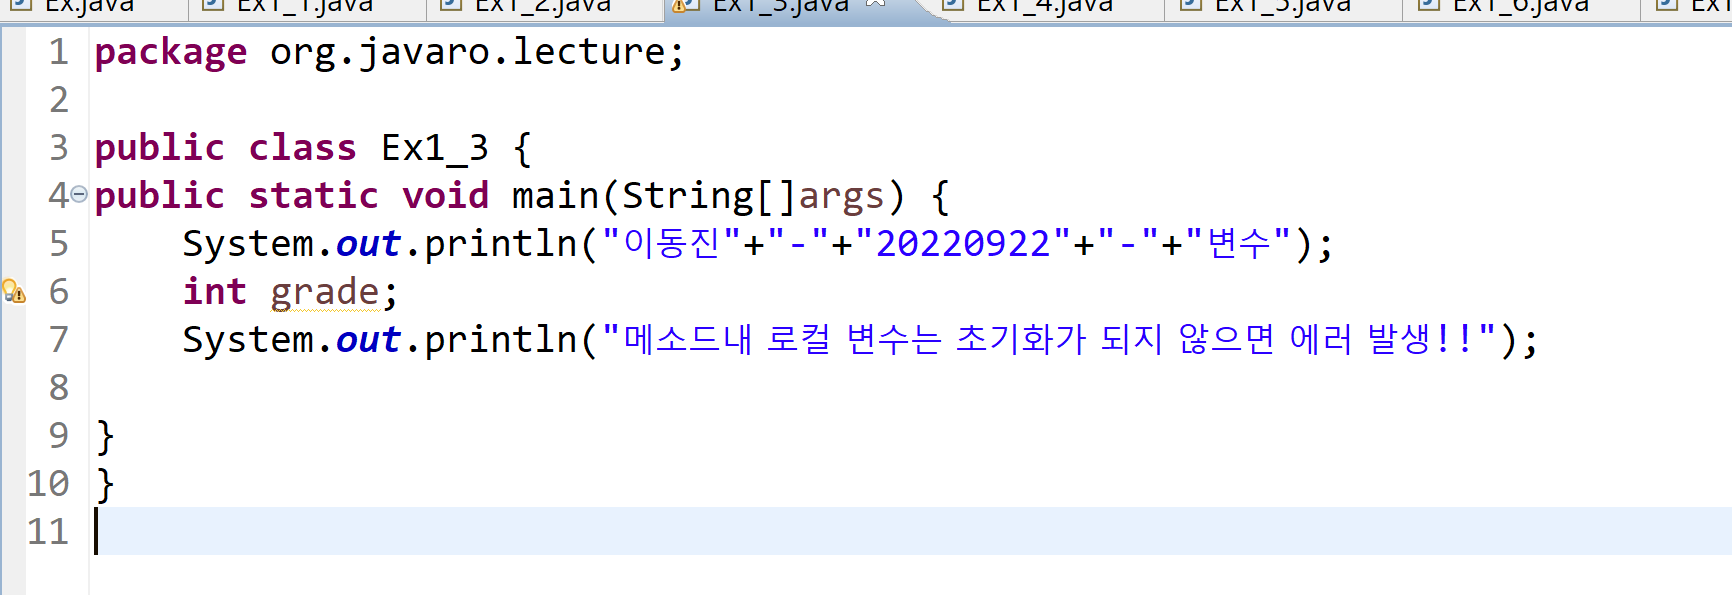 Ex.java Ex1_1.java Ex1_2.java Ex1_3.java Ex1_4.java Ex1_5.java Ex1_6.java
1 package org.javaro.lecture;
2
3 public class Ex1_3 {
4 public static void main(String[]args) {
5 System.out.println("이동진"+"-"+"20220922"+"-"+"변수");
6 int grade;
7 System.out.println("메소드내 로컬 변수는 초기화가 되지 않으면 에러 발생!!");
8
9 }
10 }
11